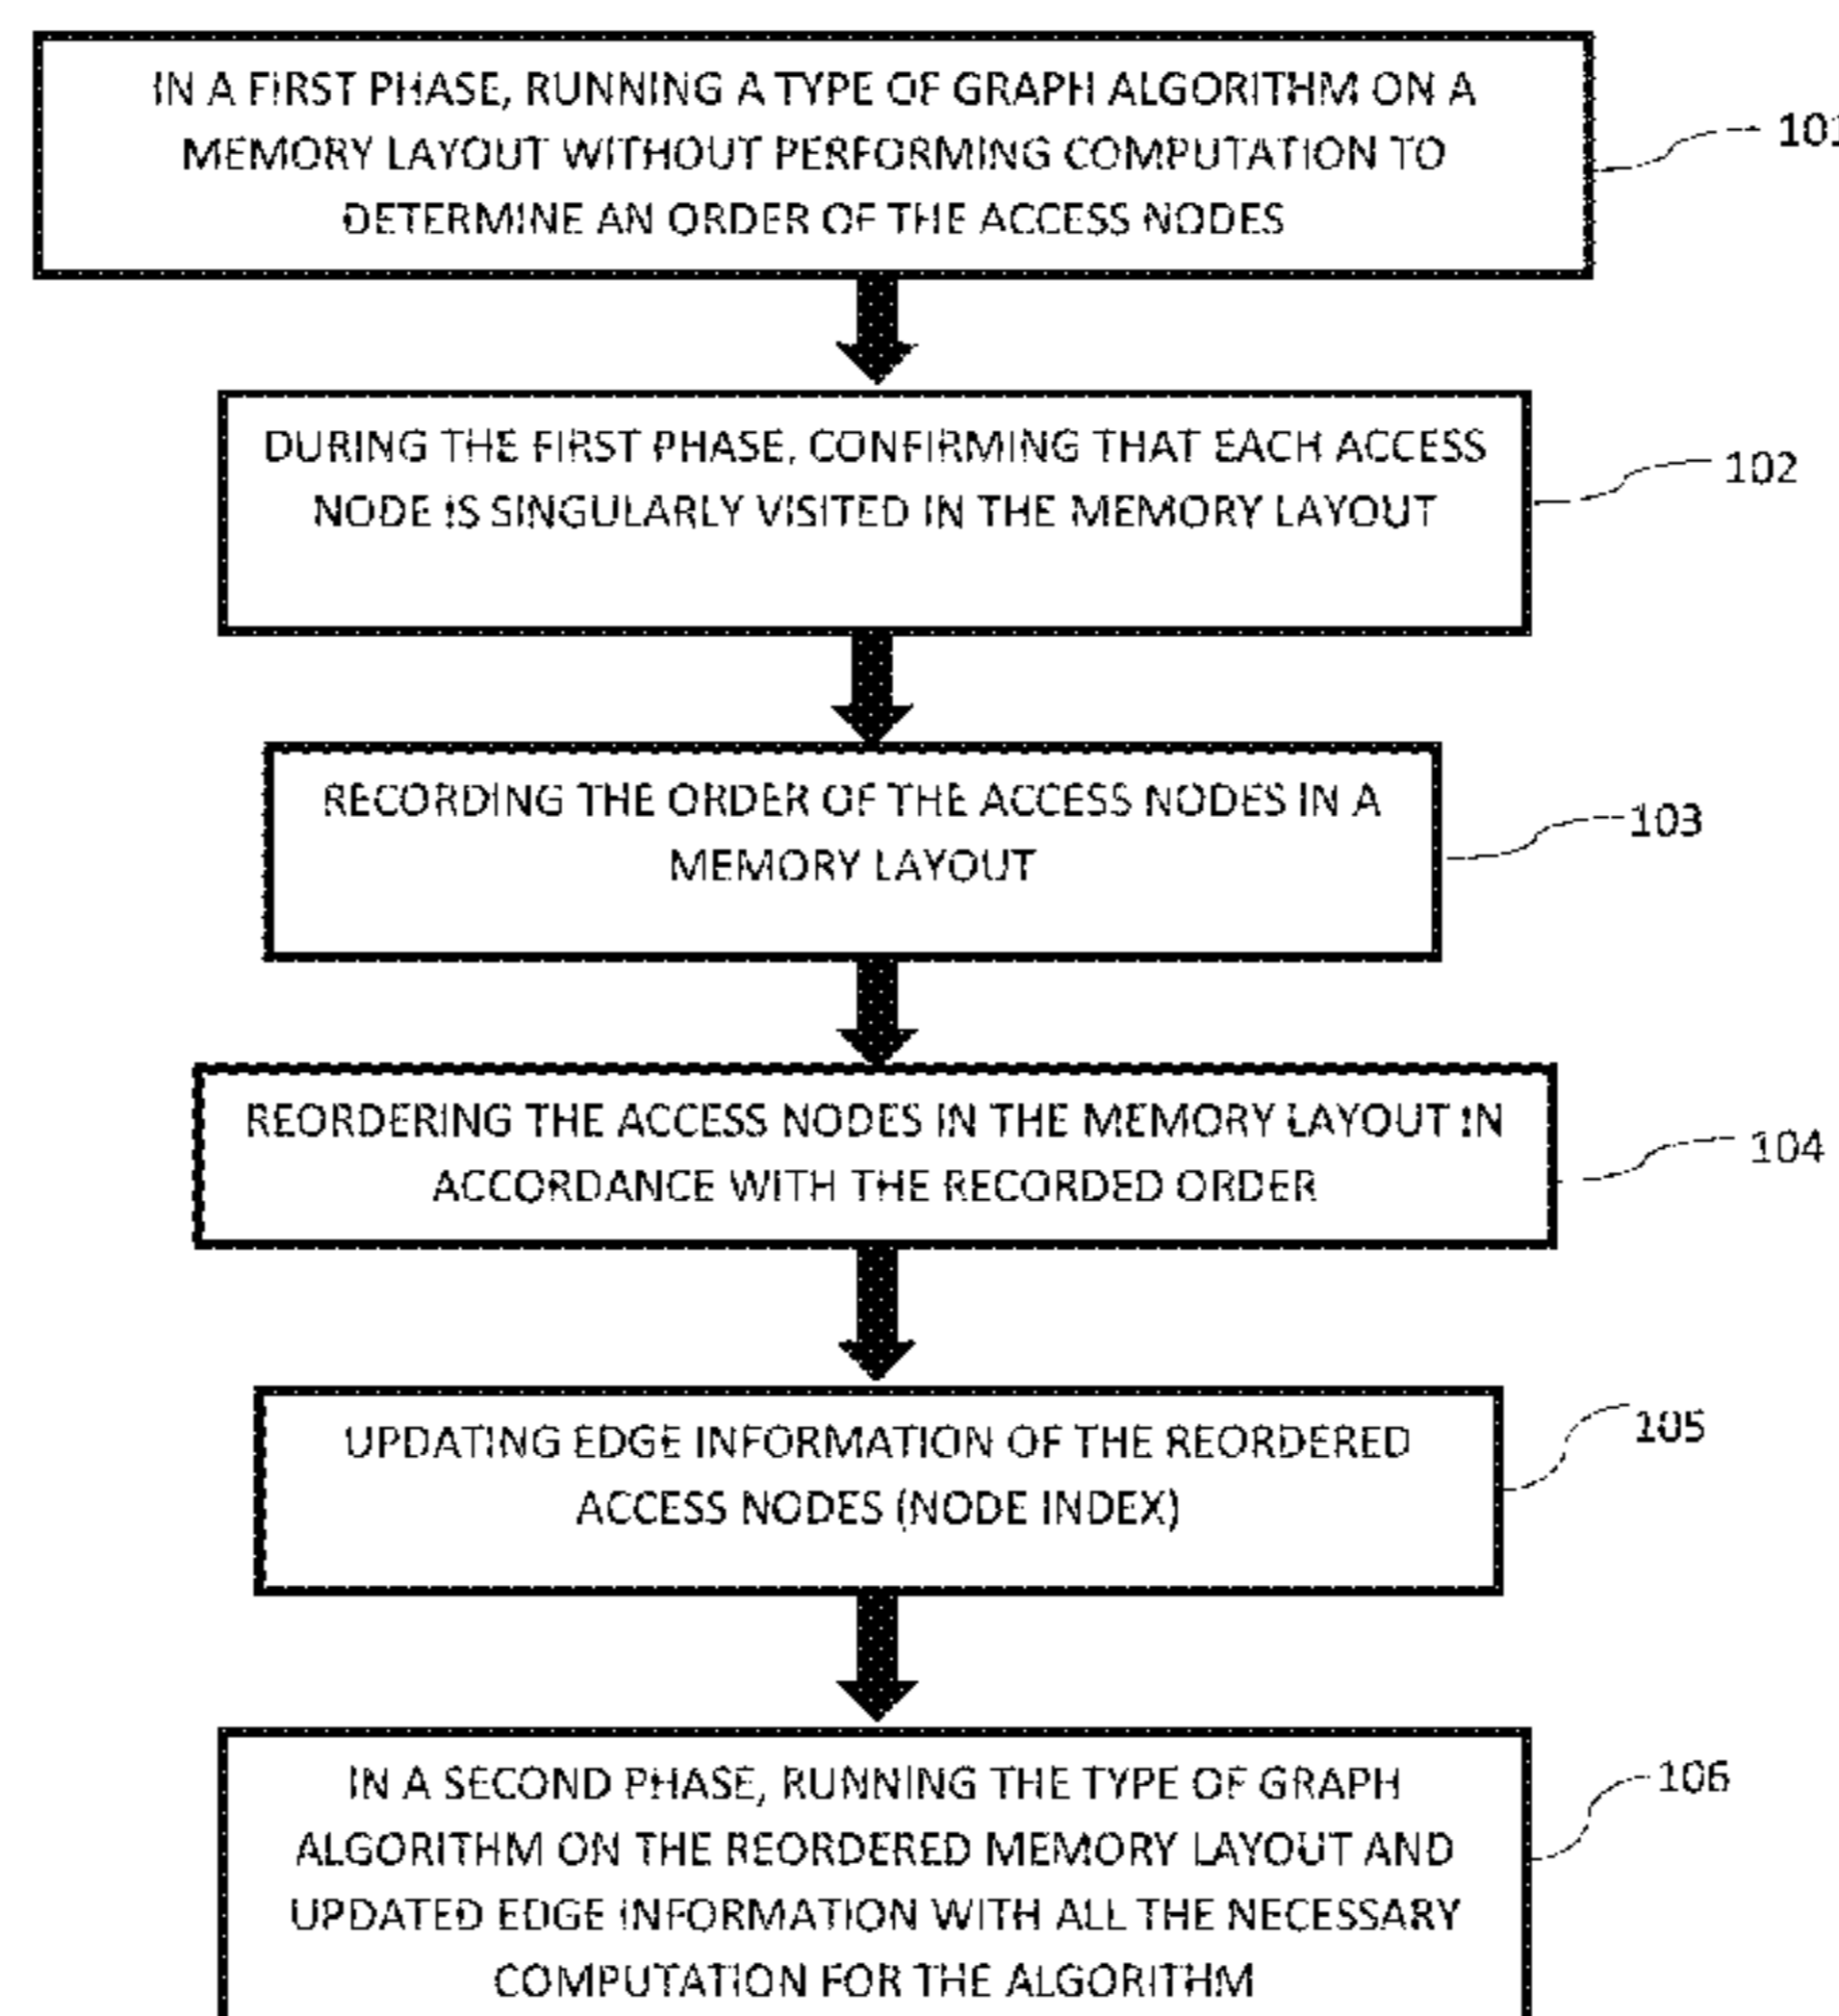 IN A FIRST PHASE, RUNNING A TYPE OF GRAPH ALGORITHM ON A
MEMORY LAYOUT WITHOUT PERFORMING COMPUTATION TO
DETERMINE AN ORDER OF THE ACCESS NODES
101
DURING THE FIRST PHASE, CONFIRMING THAT EACH ACCESS
NODE IS SINGULARLY VISITED IN THE MEMORY LAYOUT
102
RECORDING THE ORDER OF THE ACCESS NODES IN A
MEMORY LAYOUT
103
REORDERING THE ACCESS NODES IN THE MEMORY LAYOUT IN
ACCORDANCE WITH THE RECORDED ORDER
104
UPDATING EDGE INFORMATION OF THE REORDERED
ACCESS NODES (NODE INDEX)
105
IN A SECOND PHASE, RUNNING THE TYPE OF GRAPH
ALGORITHM ON THE REORDERED MEMORY LAYOUT AND
UPDATED EDGE INFORMATION WITH ALL THE NECESSARY
COMPUTATION FOR THE ALGORITHM
106